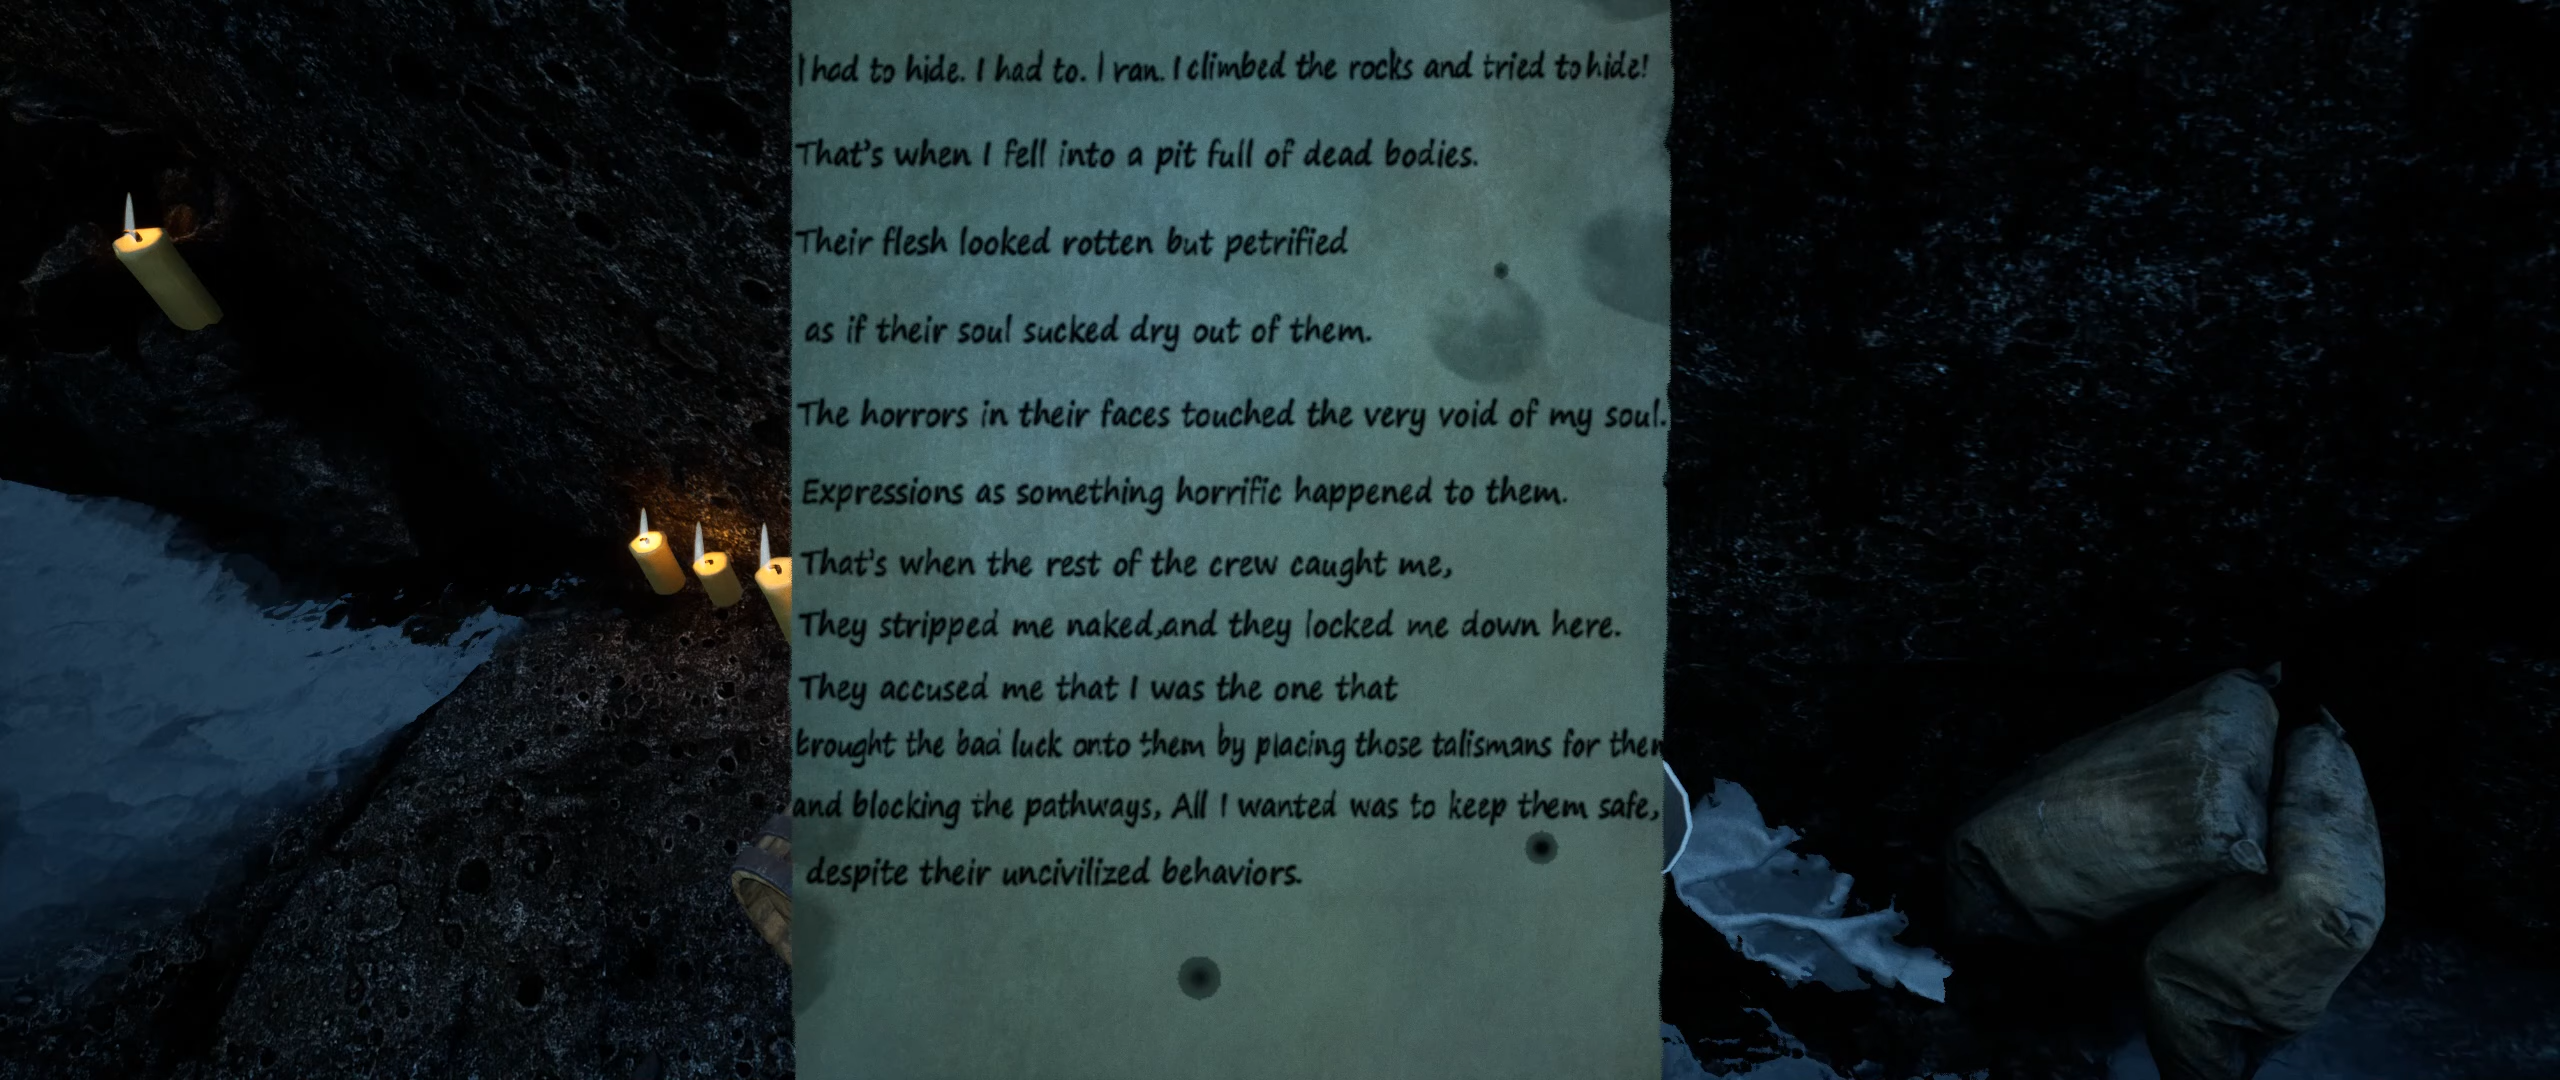 I had to hide. I had to. I ran. I climbed the rocks and tried to hide!
That's when I fell into a pit full of dead bodies.
Their flesh looked rotten but petrified
as if their soul sucked dry out of them.
The horrors in their faces touched the very void of my soul.
Expressions as something horrific happened to them.
That's when the rest of the crew caught me,
They stripped me naked,and they locked me down here.
They accused me that I was the one that
brought the bad luck onto them by placing those talismans for
and blocking the pathways, All I wanted was to keep them safe,
despite their uncivilized behaviors.